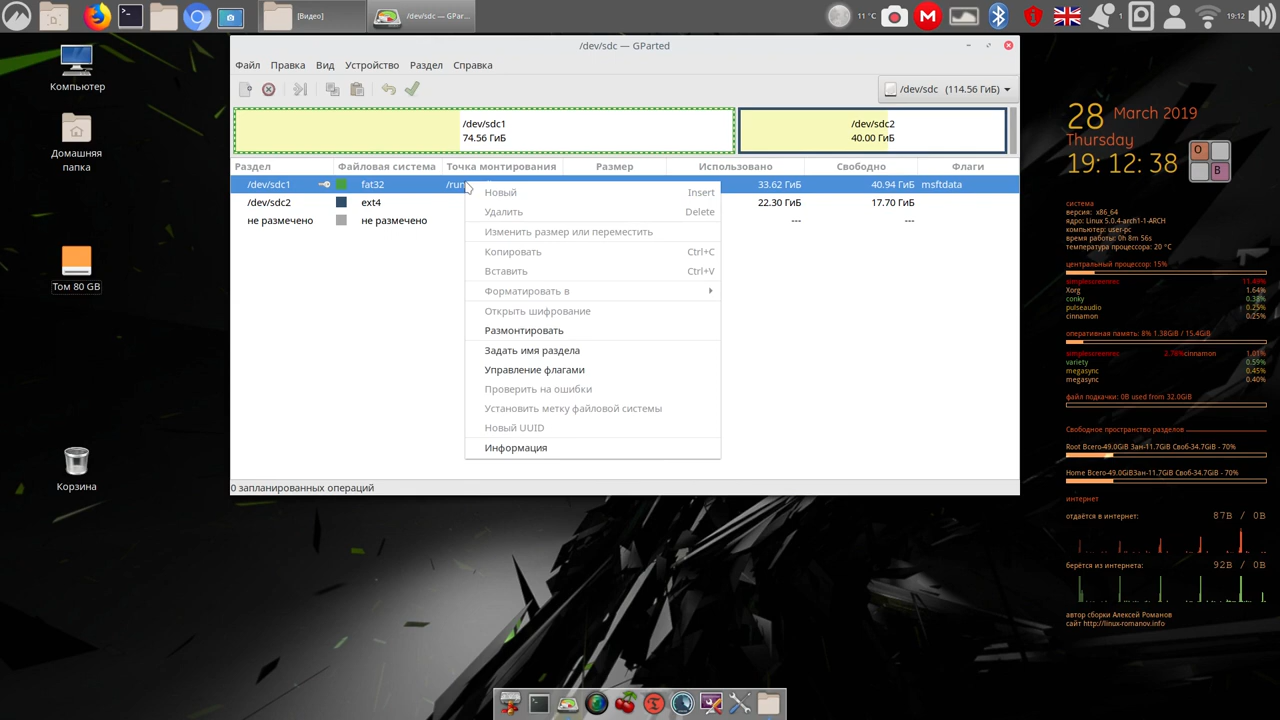 [Видео]
/dev/sdc — GPar...
11 °C
1
19:12
/dev/sdc — GParted
Файл Правка Вид Устройство Раздел Справка
/dev/sdc (114.56 ГиБ)
/dev/sdc1
74.56 ГиБ
/dev/sdc2
40.00 ГиБ
Раздел Файловая система Точка монтирования Размер Использовано Свободно Флаги
/dev/sdc1 fat32 /run 33.62 ГиБ 40.94 ГиБ msftdata
/dev/sdc2 ext4 22.30 ГиБ 17.70 ГиБ
не размечено не размечено --- ---
Новый Insert
Удалить Delete
Изменить размер или переместить
Копировать Ctrl+C
Вставить Ctrl+V
Форматировать в
Открыть шифрование
Размонтировать
Задать имя раздела
Управление флагами
Проверить на ошибки
Установить метку файловой системы
Новый UUID
Информация
0 запланированных операций
Компьютер
Домашняя
папка
Том 80 GB
Корзина
28 March 2019
Thursday
19: 12: 38
O
B
система
версия: x86_64
ядро: Linux 5.0.4-arch1-1-ARCH
компьютер: user-pc
время работы: 0h 8m 56s
температура процессора: 20 °C
центральный процессор: 15%
simplescreenrec 11.49%
Xorg 1.64%
conky 0.38%
pulseaudio 0.25%
cinnamon 0.25%
оперативная память: 8% 1.38GiB / 15.4GiB
simplescreenrec 2.78%cinnamon 1.01%
variety 0.59%
megasync 0.45%
megasync 0.40%
файл подкачки: 0B used from 32.0GiB
Свободное пространство разделов
Root Всего-49.0GiB Зан-11.7GiB Своб-34.7GiB - 70%
Home Всего-49.0GiBЗан-11,7GiB Своб-34.7GiB - 70%
интернет
отдаётся в интернет: 87B / 0B
берётся из интернета: 92B / 0B
автор сборки Алексей Романов
сайт http://linux-romanov.info